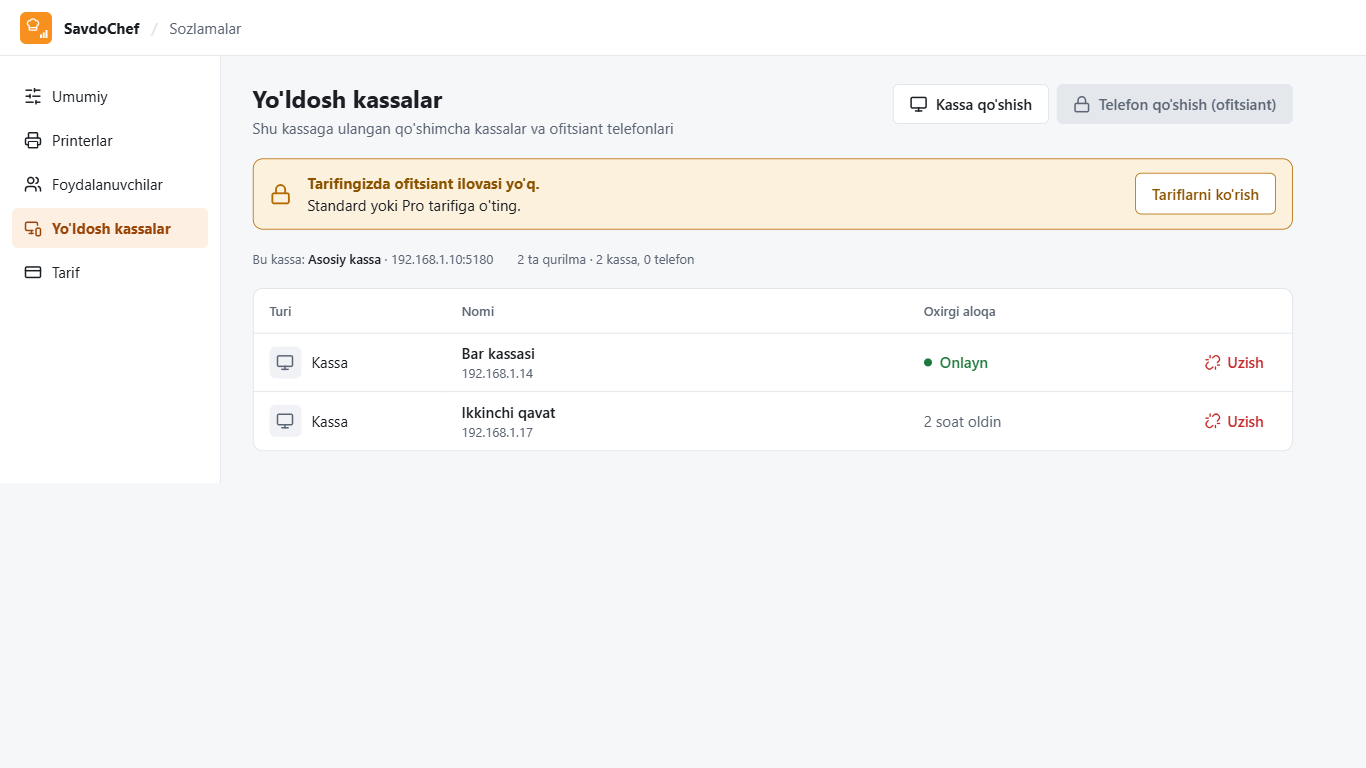 SavdoChef / Sozlamalar
Umumiy
Printerlar
Foydalanuvchilar
Yo'ldosh kassalar
Tarif
Yo'ldosh kassalar
Shu kassaga ulangan qo'shimcha kassalar va ofitsiant telefonlari
Kassa qo'shish
Telefon qo'shish (ofitsiant)
Tarifingizda ofitsiant ilovasi yo'q.
Standard yoki Pro tarifiga o'ting.
Tariflarni ko'rish
Bu kassa: Asosiy kassa · 192.168.1.10:5180 2 ta qurilma · 2 kassa, 0 telefon
Turi Nomi Oxirgi aloqa
Kassa Bar kassasi Onlayn Uzish
192.168.1.14
Kassa Ikkinchi qavat 2 soat oldin Uzish
192.168.1.17